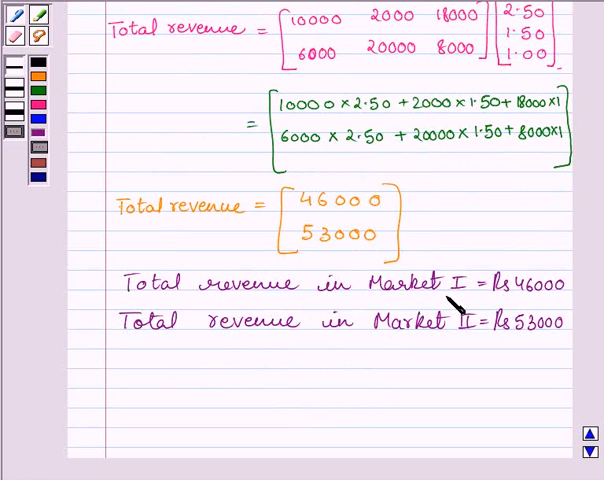 2.50
10000 2000 18000
Total revenue = 1.50
6000 20000 8000 1.00
10000 × 2.50 + 2000 × 1.50 + 18000 × 1
=
6000 × 2.50 + 20000 × 1.50 + 8000 × 1
46000
Total revenue =
53000
Total revenue in Market I = Rs 46000
Total revenue in Market II = Rs 53000